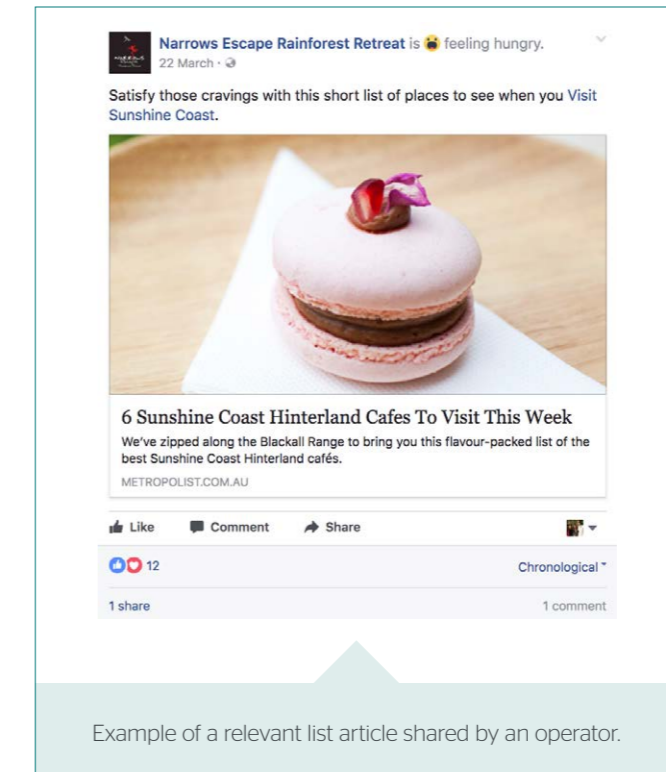 Narrows Escape Rainforest Retreat is feeling hungry.
22 March ·
Satisfy those cravings with this short list of places to see when you Visit
Sunshine Coast.
6 Sunshine Coast Hinterland Cafes To Visit This Week
We've zipped along the Blackall Range to bring you this flavour-packed list of the
best Sunshine Coast Hinterland cafés.
METROPOLIST.COM.AU
Like Comment Share
12
Chronological
1 share
1 comment
Example of a relevant list article shared by an operator.